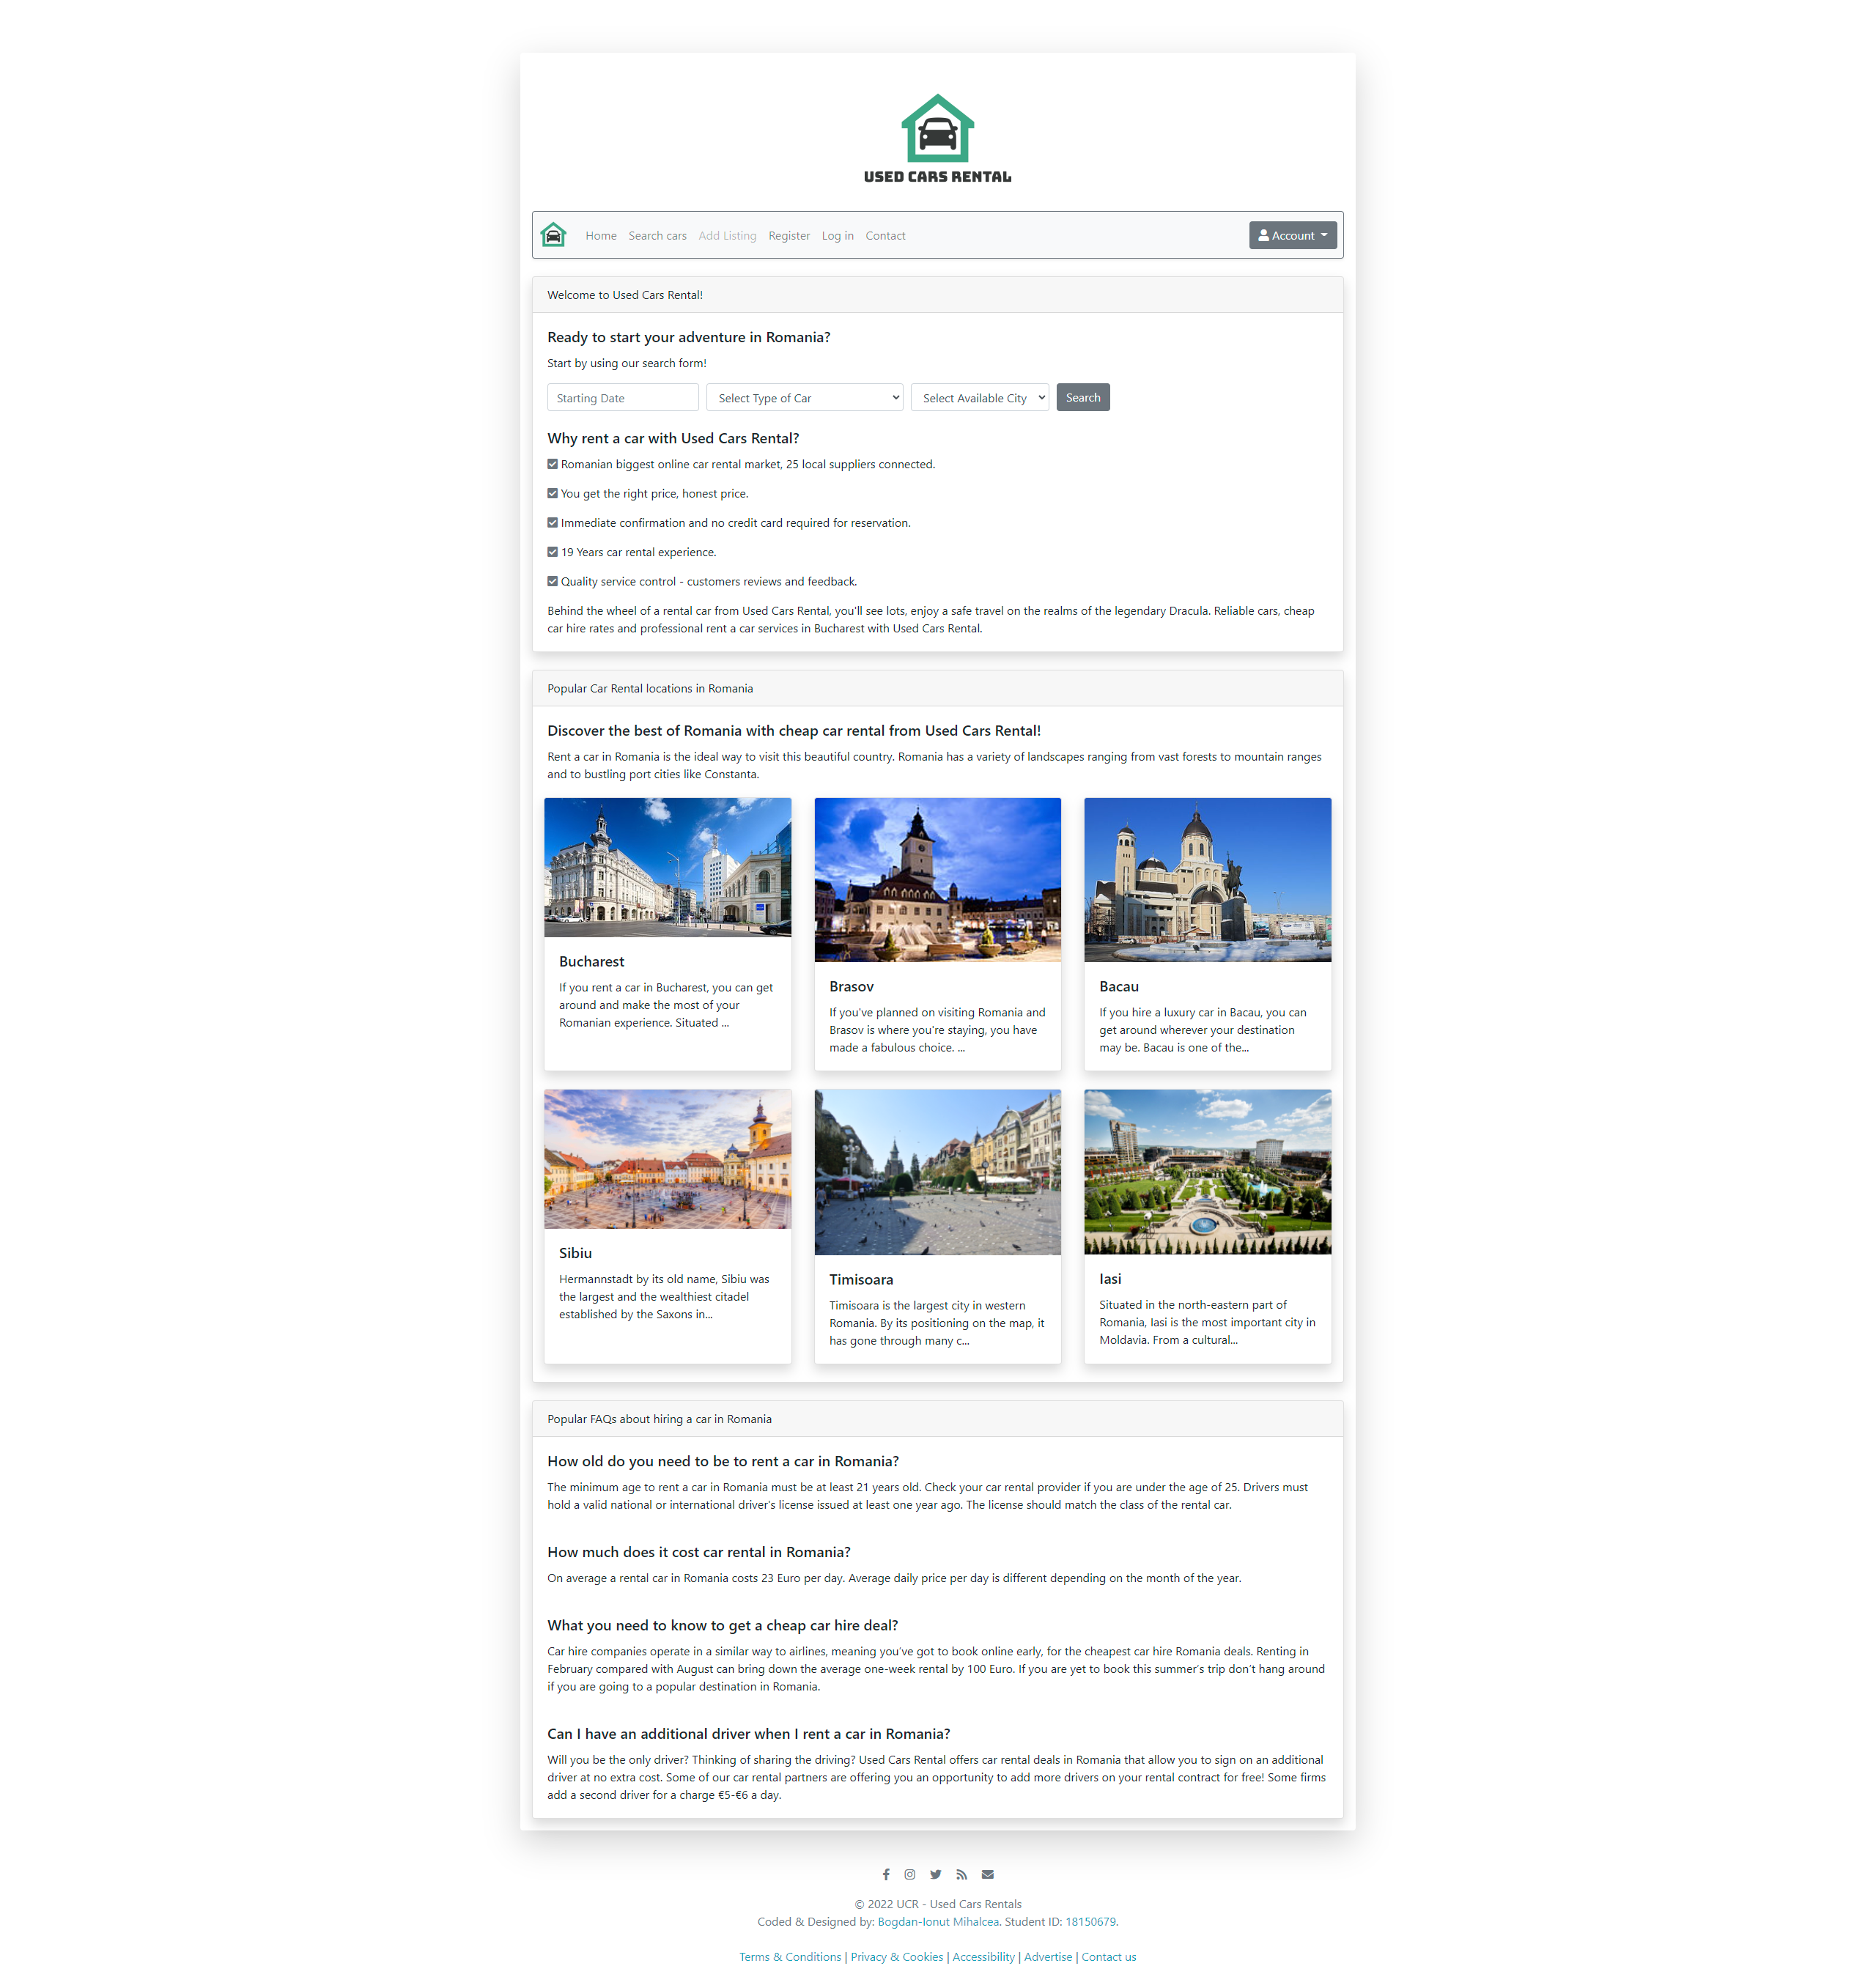 USED CARS RENTAL
Home Search cars Add Listing Register Log in Contact Account
Welcome to Used Cars Rental!
Ready to start your adventure in Romania?
Start by using our search form!
Starting Date Select Type of Car Select Available City Search
Why rent a car with Used Cars Rental?
Romanian biggest online car rental market, 25 local suppliers connected.
You get the right price, honest price.
Immediate confirmation and no credit card required for reservation.
19 Years car rental experience.
Quality service control - customers reviews and feedback.
Behind the wheel of a rental car from Used Cars Rental, you'll see lots, enjoy a safe travel on the realms of the legendary Dracula. Reliable cars, cheap
car hire rates and professional rent a car services in Bucharest with Used Cars Rental.
Popular Car Rental locations in Romania
Discover the best of Romania with cheap car rental from Used Cars Rental!
Rent a car in Romania is the ideal way to visit this beautiful country. Romania has a variety of landscapes ranging from vast forests to mountain ranges
and to bustling port cities like Constanta.
Bucharest
If you rent a car in Bucharest, you can get
around and make the most of your
Romanian experience. Situated ...
Brasov
If you've planned on visiting Romania and
Brasov is where you're staying, you have
made a fabulous choice. ...
Bacau
If you hire a luxury car in Bacau, you can
get around wherever your destination
may be. Bacau is one of the...
Sibiu
Hermannstadt by its old name, Sibiu was
the largest and the wealthiest citadel
established by the Saxons in...
Timisoara
Timisoara is the largest city in western
Romania. By its positioning on the map, it
has gone through many c...
Iasi
Situated in the north-eastern part of
Romania, Iasi is the most important city in
Moldavia. From a cultural...
Popular FAQs about hiring a car in Romania
How old do you need to be to rent a car in Romania?
The minimum age to rent a car in Romania must be at least 21 years old. Check your car rental provider if you are under the age of 25. Drivers must
hold a valid national or international driver's license issued at least one year ago. The license should match the class of the rental car.
How much does it cost car rental in Romania?
On average a rental car in Romania costs 23 Euro per day. Average daily price per day is different depending on the month of the year.
What you need to know to get a cheap car hire deal?
Car hire companies operate in a similar way to airlines, meaning you've got to book online early, for the cheapest car hire Romania deals. Renting in
February compared with August can bring down the average one-week rental by 100 Euro. If you are yet to book this summer's trip don't hang around
if you are going to a popular destination in Romania.
Can I have an additional driver when I rent a car in Romania?
Will you be the only driver? Thinking of sharing the driving? Used Cars Rental offers car rental deals in Romania that allow you to sign on an additional
driver at no extra cost. Some of our car rental partners are offering you an opportunity to add more drivers on your rental contract for free! Some firms
add a second driver for a charge €5-€6 a day.
© 2022 UCR - Used Cars Rentals
Coded & Designed by: Bogdan-Ionut Mihalcea. Student ID: 18150679.
Terms & Conditions | Privacy & Cookies | Accessibility | Advertise | Contact us